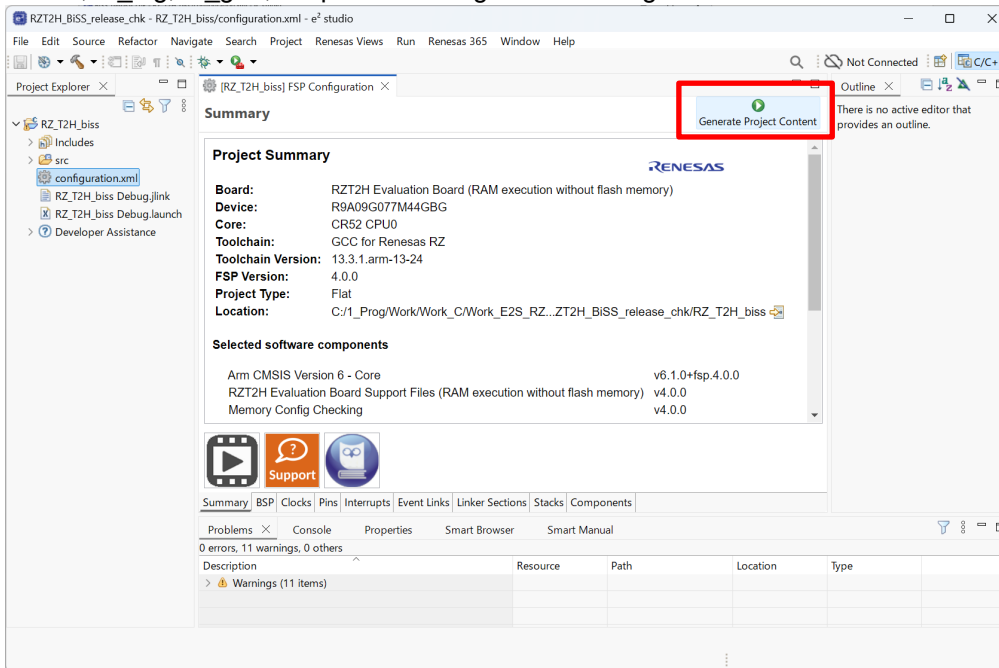 RZT2H_BiSS_release_chk - RZ_T2H_biss/configuration.xml - e² studio
File Edit Source Refactor Navigate Search Project Renesas Views Run Renesas 365 Window Help
Not Connected
C/C+
Project Explorer
[RZ_T2H_biss] FSP Configuration
Outline
RZ_T2H_biss
Includes
src
configuration.xml
RZ_T2H_biss Debug.jlink
RZ_T2H_biss Debug.launch
Developer Assistance
Summary
Generate Project Content
There is no active editor that
provides an outline.
Project Summary
RENESAS
Board: RZT2H Evaluation Board (RAM execution without flash memory)
Device: R9A09G077M44GBG
Core: CR52 CPU0
Toolchain: GCC for Renesas RZ
Toolchain Version: 13.3.1.arm-13-24
FSP Version: 4.0.0
Project Type: Flat
Location: C:/1_Prog/Work/Work_C/Work_E2S_RZ...ZT2H_BiSS_release_chk/RZ_T2H_biss
Selected software components
Arm CMSIS Version 6 - Core v6.1.0+fsp.4.0.0
RZT2H Evaluation Board Support Files (RAM execution without flash memory) v4.0.0
Memory Config Checking v4.0.0
Support
Summary BSP Clocks Pins Interrupts Event Links Linker Sections Stacks Components
Problems Console Properties Smart Browser Smart Manual
0 errors, 11 warnings, 0 others
Description Resource Path Location Type
Warnings (11 items)